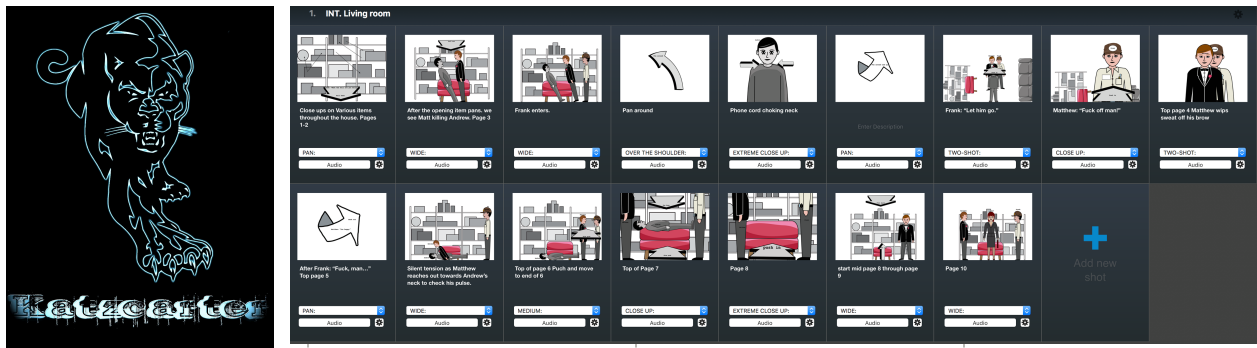 Katzcarter
1. INT. Living room
Close ups on Various items
throughout the house. Pages
1-2
PAN:
Audio
After the opening item pans. we
see Matt killing Andrew. Page 3
WIDE:
Audio
Frank enters.
WIDE:
Audio
Pan around
OVER THE SHOULDER:
Audio
Phone cord choking neck
EXTREME CLOSE UP:
Audio
Enter Description
PAN:
Audio
Frank: "Let him go."
TWO-SHOT:
Audio
Matthew: "Fuck off man!"
CLOSE UP:
Audio
Top page 4 Matthew wips
sweat off his brow
TWO-SHOT:
Audio
After Frank: "Fuck, man..."
Top page 5
PAN:
Audio
Silent tension as Matthew
reaches out towards Andrew's
neck to check his pulse.
WIDE:
Audio
Top of page 6 Puch and move
to end of 6
MEDIUM:
Audio
Top of Page 7
CLOSE UP:
Audio
push in
Page 8
EXTREME CLOSE UP:
Audio
start mid page 8 through page
9
WIDE:
Audio
Page 10
WIDE:
Audio
Add new
shot